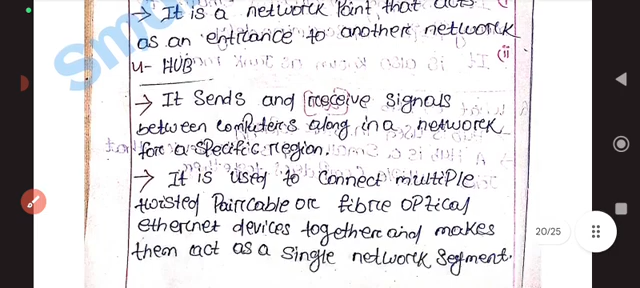 → It is a network Point that acts
as an entrance to another network
4- HUB
→ It Sends and receive signals
between computers along in a network
for a specific region.
→ It is used to connect multiple
twisted Pair cable or fibre optical
ethernet devices together and makes
them act as a single network segment.
20/25